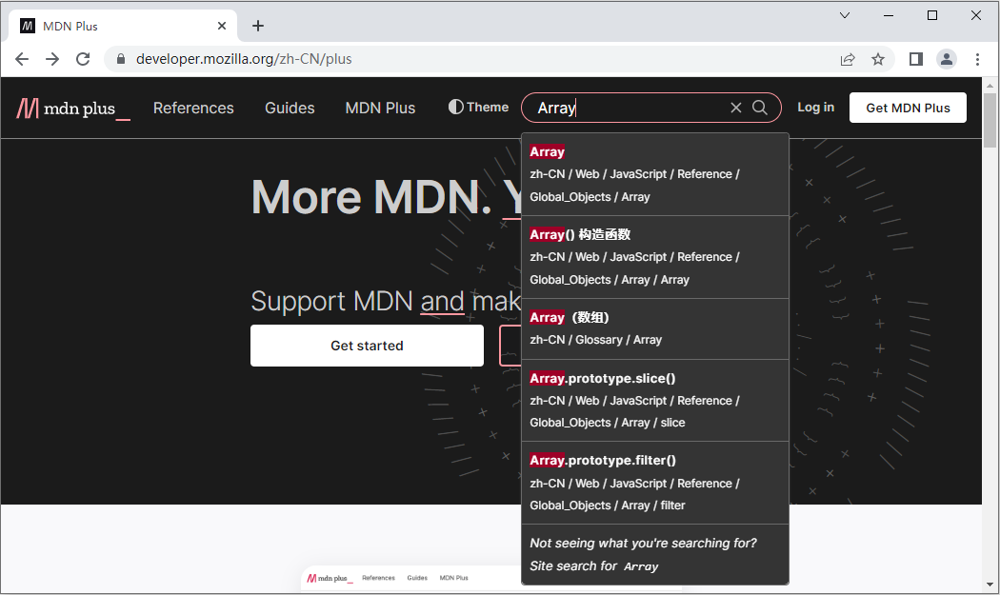 MDN Plus
developer.mozilla.org/zh-CN/plus
mdn plus_
References
Guides
MDN Plus
Theme
Array
Log in
Get MDN Plus
More MDN. Y
Support MDN and mak
Get started
Array
zh-CN / Web / JavaScript / Reference /
Global_Objects / Array
Array() 构造函数
zh-CN / Web / JavaScript / Reference /
Global_Objects / Array / Array
Array (数组)
zh-CN / Glossary / Array
Array.prototype.slice()
zh-CN / Web / JavaScript / Reference /
Global_Objects / Array / slice
Array.prototype.filter()
zh-CN / Web / JavaScript / Reference /
Global_Objects / Array / filter
Not seeing what you're searching for?
Site search for Array
mdn plus_
References
Guides
MDN Plus